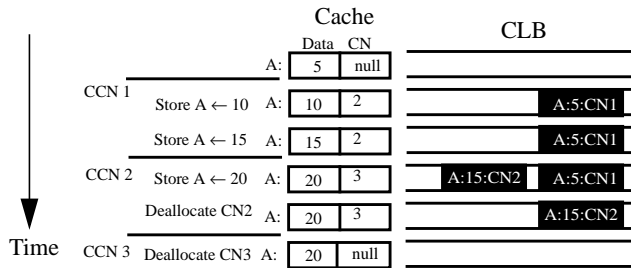 Cache
Data CN CLB
A: 5 null
CCN 1
Store A ← 10 A: 10 2 A:5:CN1
Store A ← 15 A: 15 2 A:5:CN1
CCN 2 Store A ← 20 A: 20 3 A:15:CN2 A:5:CN1
Deallocate CN2 A: 20 3 A:15:CN2
Time CCN 3 Deallocate CN3 A: 20 null